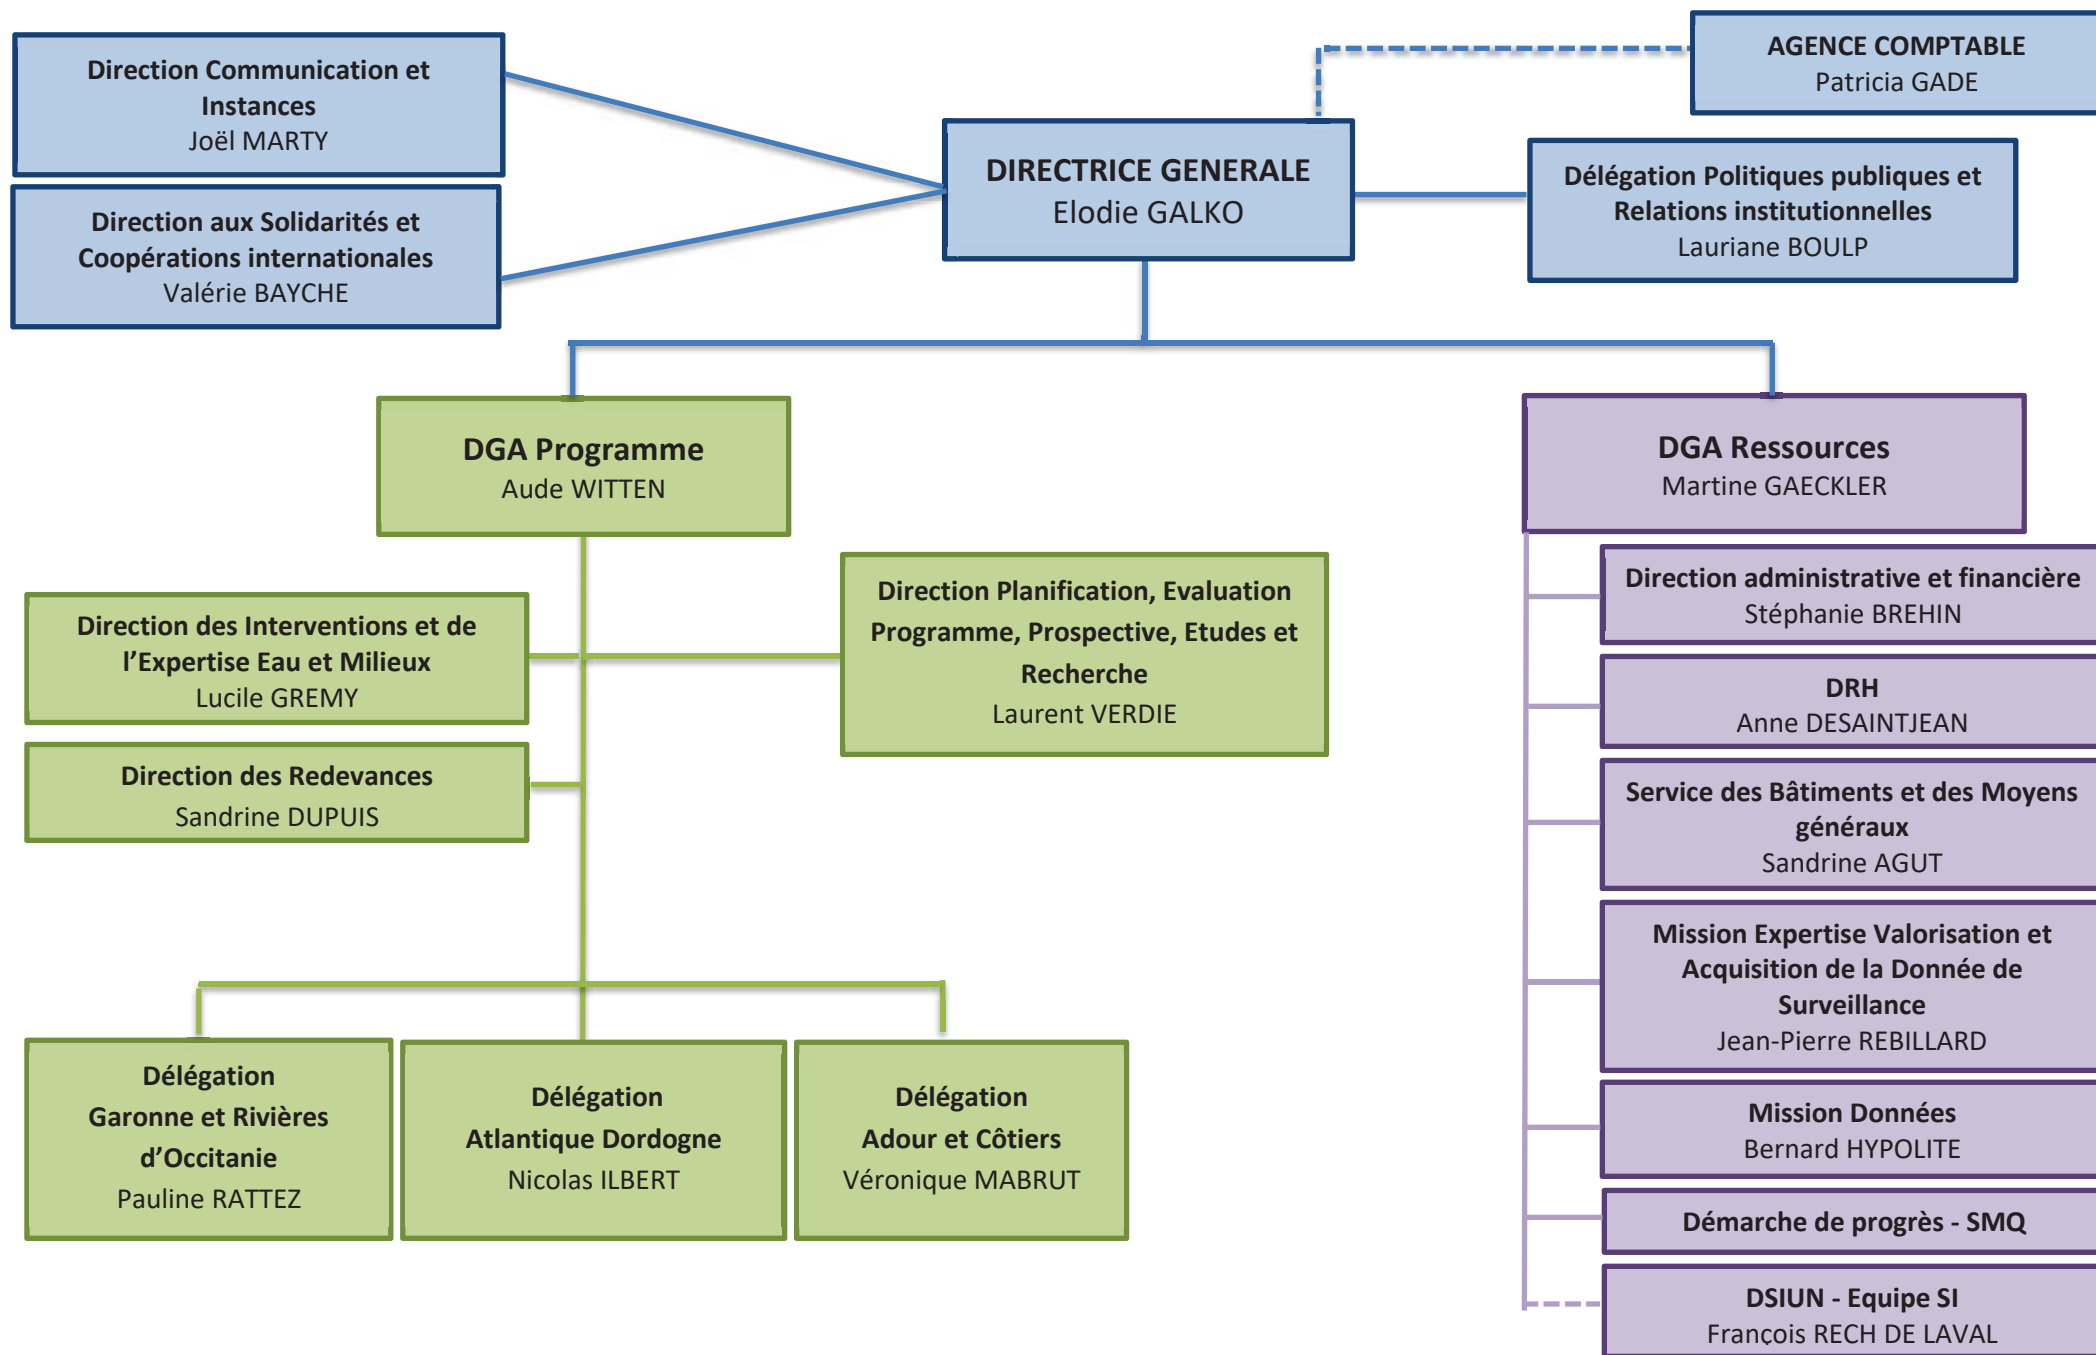 Direction Communication et
Instances
Joël MARTY
Direction aux Solidarités et
Coopérations internationales
Valérie BAYCHE
DIRECTRICE GENERALE
Elodie GALKO
AGENCE COMPTABLE
Patricia GADE
Délégation Politiques publiques et
Relations institutionnelles
Lauriane BOULP
DGA Programme
Aude WITTEN
Direction des Interventions et de
l’Expertise Eau et Milieux
Lucile GREMY
Direction Planification, Evaluation
Programme, Prospective, Etudes et
Recherche
Laurent VERDIE
Direction des Redevances
Sandrine DUPUIS
Délégation
Garonne et Rivières
d’Occitanie
Pauline RATTEZ
Délégation
Atlantique Dordogne
Nicolas ILBERT
Délégation
Adour et Côtiers
Véronique MABRUT
DGA Ressources
Martine GAECKLER
Direction administrative et financière
Stéphanie BREHIN
DRH
Anne DESAINTJEAN
Service des Bâtiments et des Moyens
généraux
Sandrine AGUT
Mission Expertise Valorisation et
Acquisition de la Donnée de
Surveillance
Jean-Pierre REBILLARD
Mission Données
Bernard HYPOLITE
Démarche de progrès - SMQ
DSIUN - Equipe SI
François RECH DE LAVAL